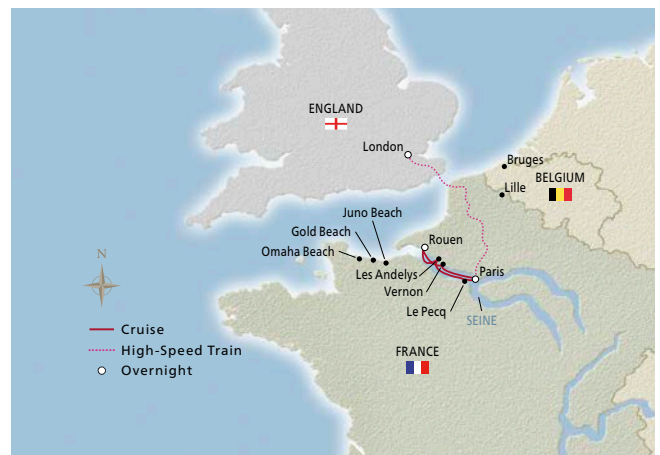 ENGLAND
London
Bruges
BELGIUM
Lille
Juno Beach
Gold Beach
Omaha Beach
Rouen
Les Andelys
Paris
Vernon
Le Pecq
SEINE
Cruise
High-Speed Train
Overnight
FRANCE